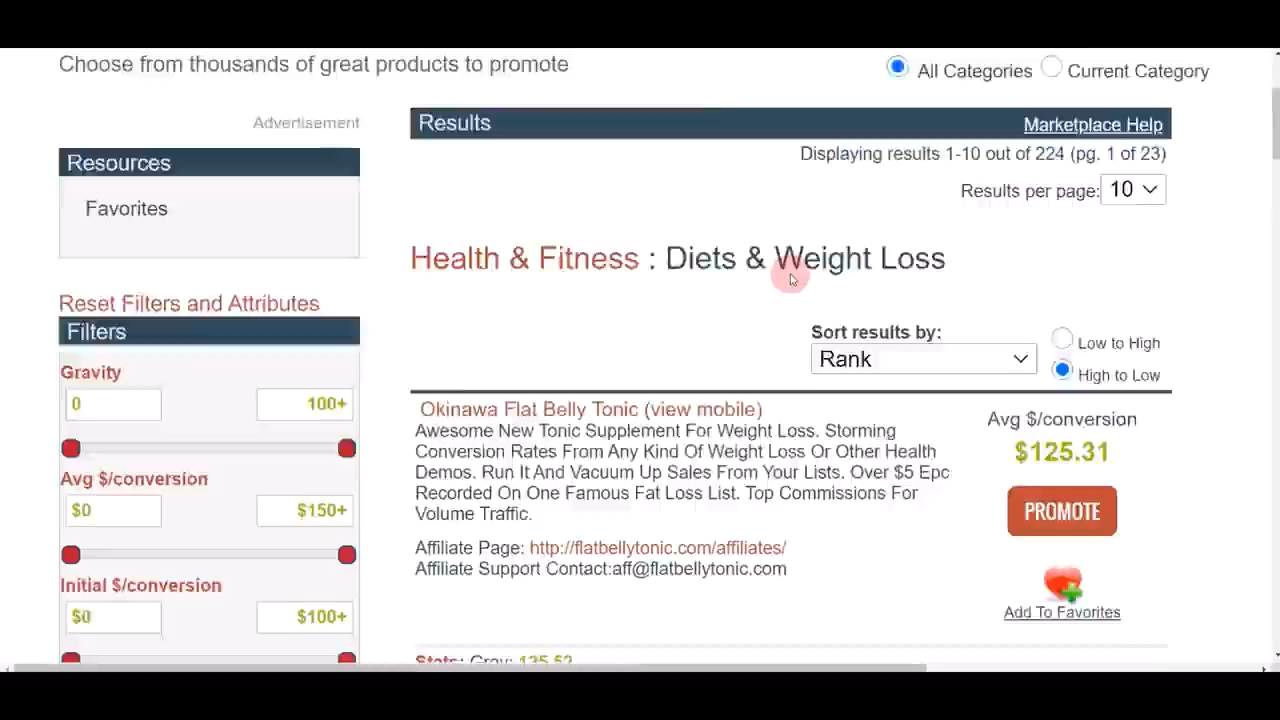 Choose from thousands of great products to promote
All Categories
Current Category
Advertisement
Resources
Favorites
Reset Filters and Attributes
Filters
Gravity
0
100+
Avg $/conversion
$0
$150+
Initial $/conversion
$0
$100+
Results
Marketplace Help
Displaying results 1-10 out of 224 (pg. 1 of 23)
Results per page: 10
Health & Fitness : Diets & Weight Loss
Sort results by:
Rank
Low to High
High to Low
Okinawa Flat Belly Tonic (view mobile)
Awesome New Tonic Supplement For Weight Loss. Storming
Conversion Rates From Any Kind Of Weight Loss Or Other Health
Demos. Run It And Vacuum Up Sales From Your Lists. Over $5 Epc
Recorded On One Famous Fat Loss List. Top Commissions For
Volume Traffic.
Affiliate Page: http://flatbellytonic.com/affiliates/
Affiliate Support Contact:aff@flatbellytonic.com
Avg $/conversion
$125.31
PROMOTE
Add To Favorites
Stats: Grav: 125.52